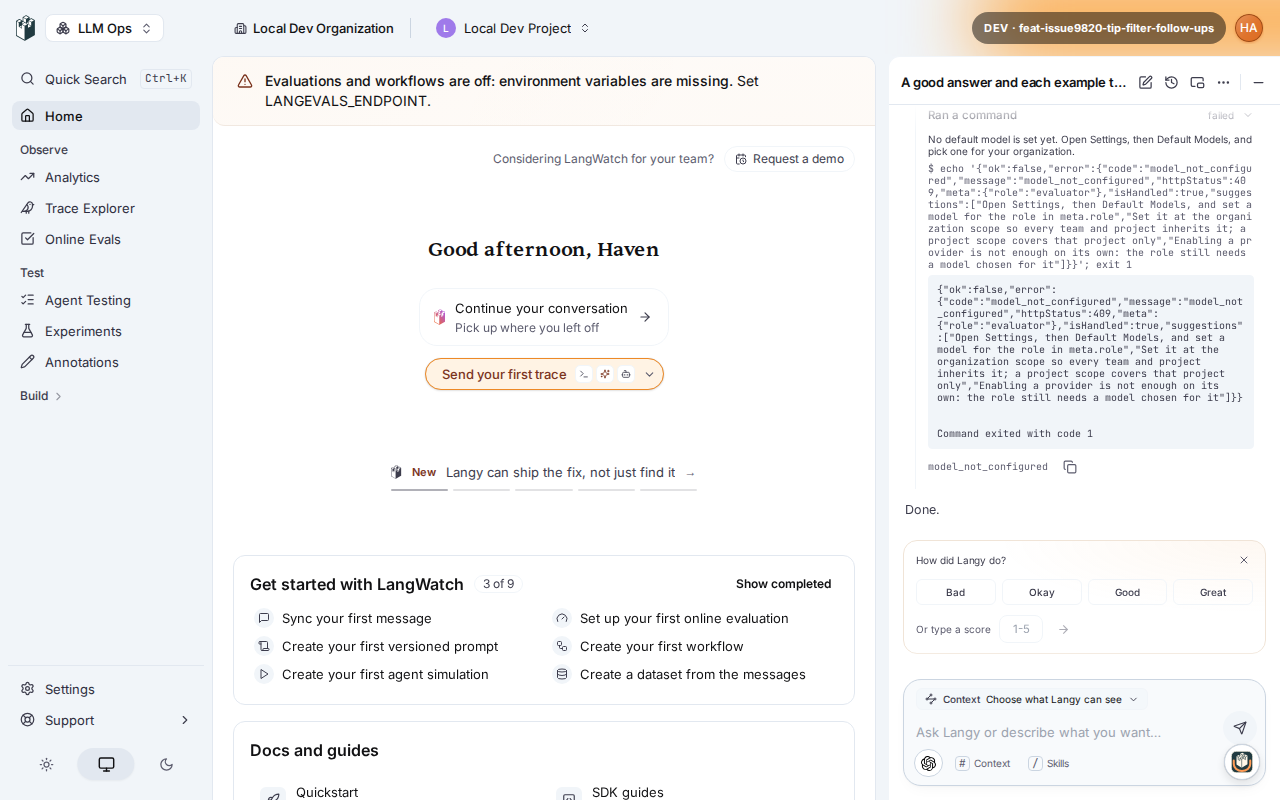 LLM Ops
Local Dev Organization
L
Local Dev Project
DEV · feat-issue9820-tip-filter-follow-ups
HA
Quick Search
Ctrl+K
Home
Observe
Analytics
Trace Explorer
Online Evals
Test
Agent Testing
Experiments
Annotations
Build
Settings
Support
Evaluations and workflows are off: environment variables are missing. Set
LANGEVALS_ENDPOINT.
Considering LangWatch for your team?
Request a demo
Good afternoon, Haven
Continue your conversation
Pick up where you left off
Send your first trace
New Langy can ship the fix, not just find it →
Get started with LangWatch
3 of 9
Show completed
Sync your first message
Set up your first online evaluation
Create your first versioned prompt
Create your first workflow
Create your first agent simulation
Create a dataset from the messages
Docs and guides
Quickstart
SDK guides
A good answer and each example t...
Ran a command
failed
No default model is set yet. Open Settings, then Default Models, and
pick one for your organization.
$ echo '{"ok":false,"error":{"code":"model_not_configu
red","message":"model_not_configured","httpStatus":40
9,"meta":{"role":"evaluator"},"isHandled":true,"sugges
tions":["Open Settings, then Default Models, and set a
model for the role in meta.role","Set it at the organi
zation scope so every team and project inherits it; a
project scope covers that project only","Enabling a pr
ovider is not enough on its own: the role still needs
a model chosen for it"]}}'; exit 1
{"ok":false,"error":
{"code":"model_not_configured","message":"model_not
_configured","httpStatus":409,"meta":
{"role":"evaluator"},"isHandled":true,"suggestions"
:["Open Settings, then Default Models, and set a
model for the role in meta.role","Set it at the
organization scope so every team and project
inherits it; a project scope covers that project
only","Enabling a provider is not enough on its
own: the role still needs a model chosen for it"]}}
Command exited with code 1
model_not_configured
Done.
How did Langy do?
Bad
Okay
Good
Great
Or type a score
1-5
Context Choose what Langy can see
Ask Langy or describe what you want...
# Context
/ Skills